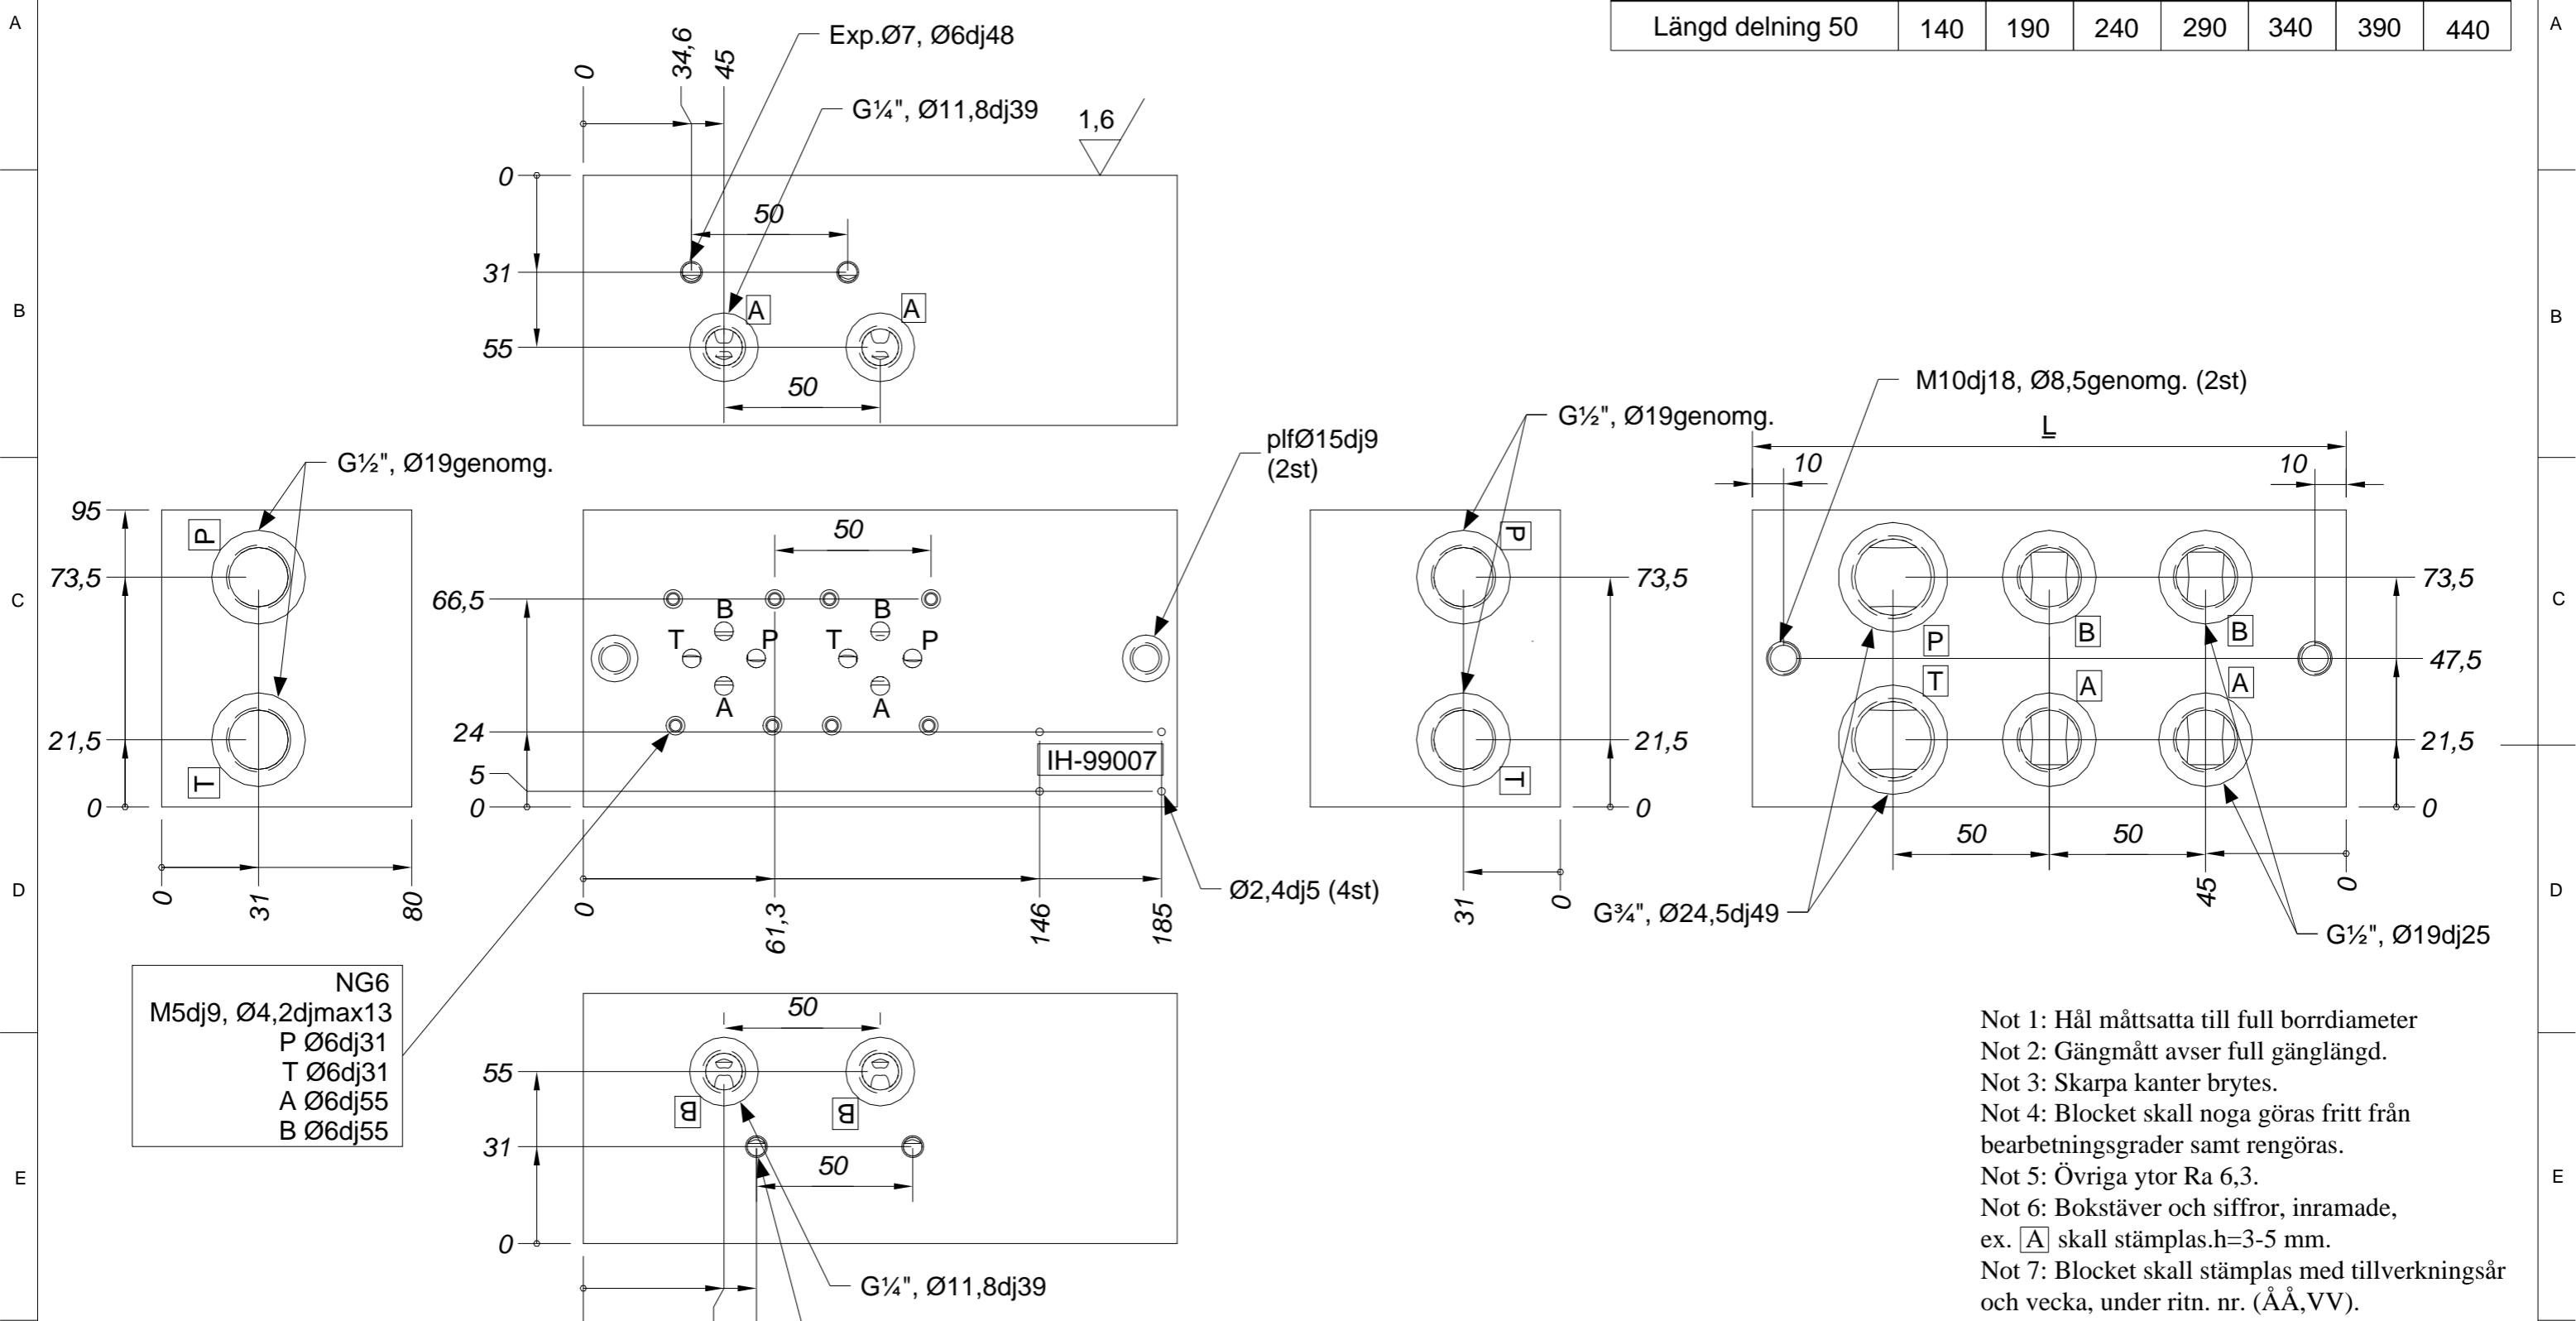 A
A
Längd delning 50 140 190 240 290 340 390 440
Exp.Ø7, Ø6dj48
0
34,6
45
G¼", Ø11,8dj39
1,6
0
50
31
B
B
A
A
55
50
M10dj18, Ø8,5genomg. (2st)
L
G½", Ø19genomg.
plfØ15dj9
(2st)
G½", Ø19genomg.
10
10
95
P
73,5
21,5
T
0
0
31
80
50
66,5
B
B
T
P
T
P
A
A
24
IH-99007
5
0
0
61,3
146
185
Ø2,4dj5 (4st)
P
73,5
21,5
T
0
31
0
73,5
P
B
B
47,5
T
A
A
21,5
0
50
50
45
0
G¾", Ø24,5dj49
G½", Ø19dj25
C
C
D
D
NG6
M5dj9, Ø4,2djmax13
P Ø6dj31
T Ø6dj31
A Ø6dj55
B Ø6dj55
50
55
B
B
31
50
0
G¼", Ø11,8dj39
Not 1: Hål måttsatta till full borrdiameter
Not 2: Gängmått avser full gänglängd.
Not 3: Skarpa kanter brytes.
Not 4: Blocket skall noga göras fritt från
bearbetningsgrader samt rengöras.
Not 5: Övriga ytor Ra 6,3.
Not 6: Bokstäver och siffror, inramade,
ex. A skall stämplas.h=3-5 mm.
Not 7: Blocket skall stämplas med tillverkningsår
och vecka, under ritn. nr. (ÅÅ,VV).
E
E